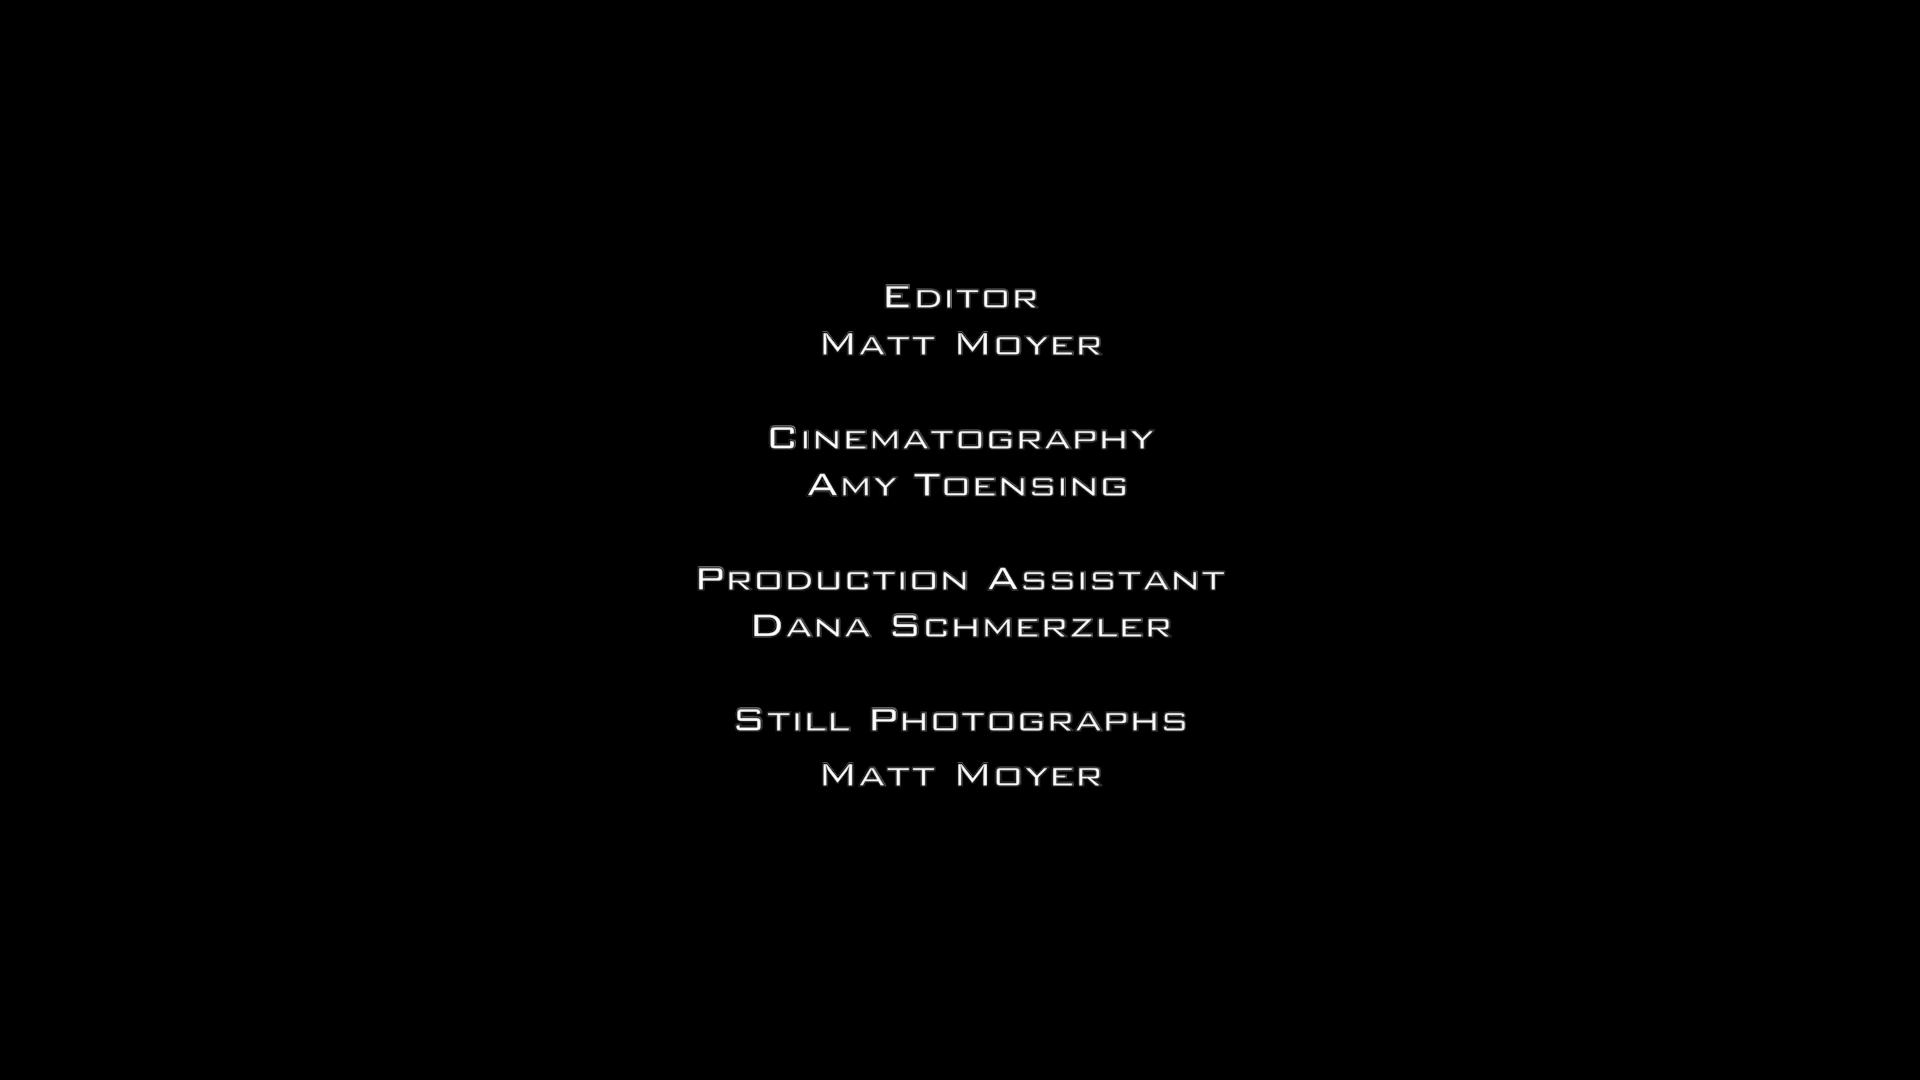 Editor
Matt Moyer
Cinematography
Amy Toensing
Production Assistant
Dana Schmerzler
Still Photographs
Matt Moyer